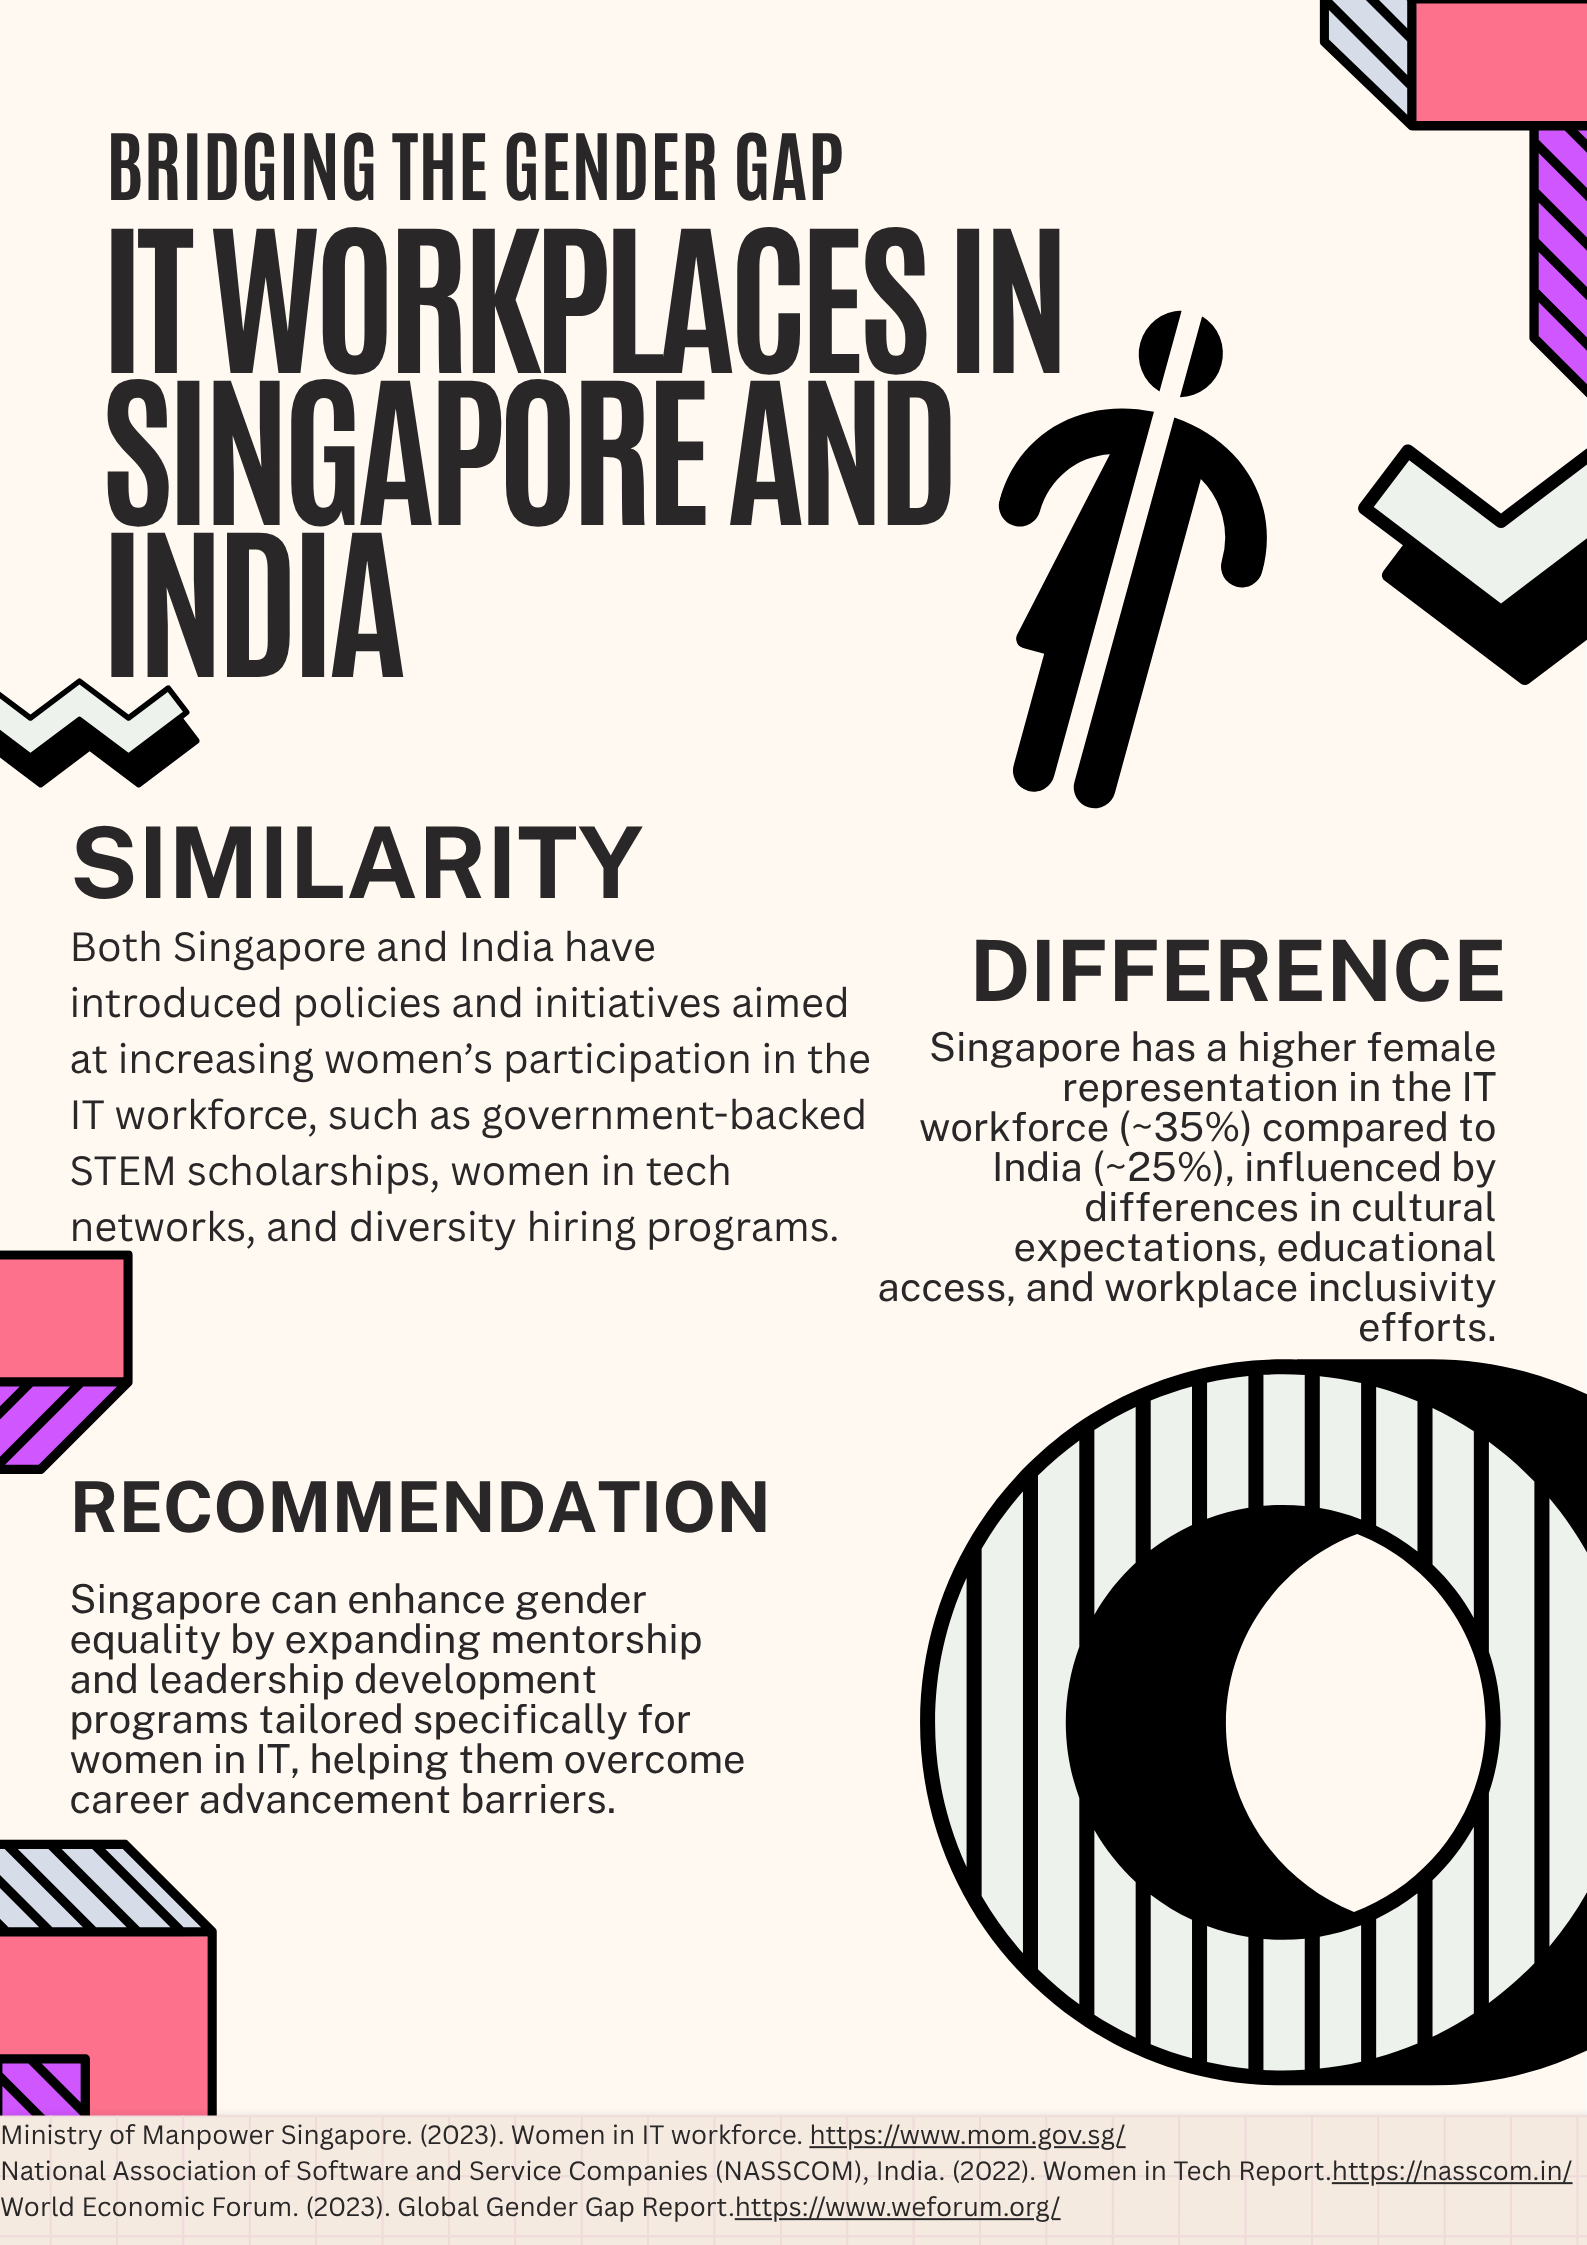 BRIDGING THE GENDER GAP
IT WORKPLACES IN
SINGAPORE AND
INDIA
SIMILARITY
Both Singapore and India have
introduced policies and initiatives aimed
at increasing women’s participation in the
IT workforce, such as government-backed
STEM scholarships, women in tech
networks, and diversity hiring programs.
DIFFERENCE
Singapore has a higher female
representation in the IT
workforce (~35%) compared to
India (~25%), influenced by
differences in cultural
expectations, educational
access, and workplace inclusivity
efforts.
RECOMMENDATION
Singapore can enhance gender
equality by expanding mentorship
and leadership development
programs tailored specifically for
women in IT, helping them overcome
career advancement barriers.
Ministry of Manpower Singapore. (2023). Women in IT workforce. https://www.mom.gov.sg/
National Association of Software and Service Companies (NASSCOM), India. (2022). Women in Tech Report.https://nasscom.in/
World Economic Forum. (2023). Global Gender Gap Report.https://www.weforum.org/